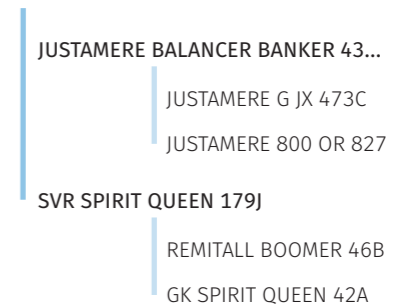 JUSTAMERE BALANCER BANKER 43...
JUSTAMERE G JX 473C
JUSTAMERE 800 OR 827
SVR SPIRIT QUEEN 179J
REMITALL BOOMER 46B
GK SPIRIT QUEEN 42A